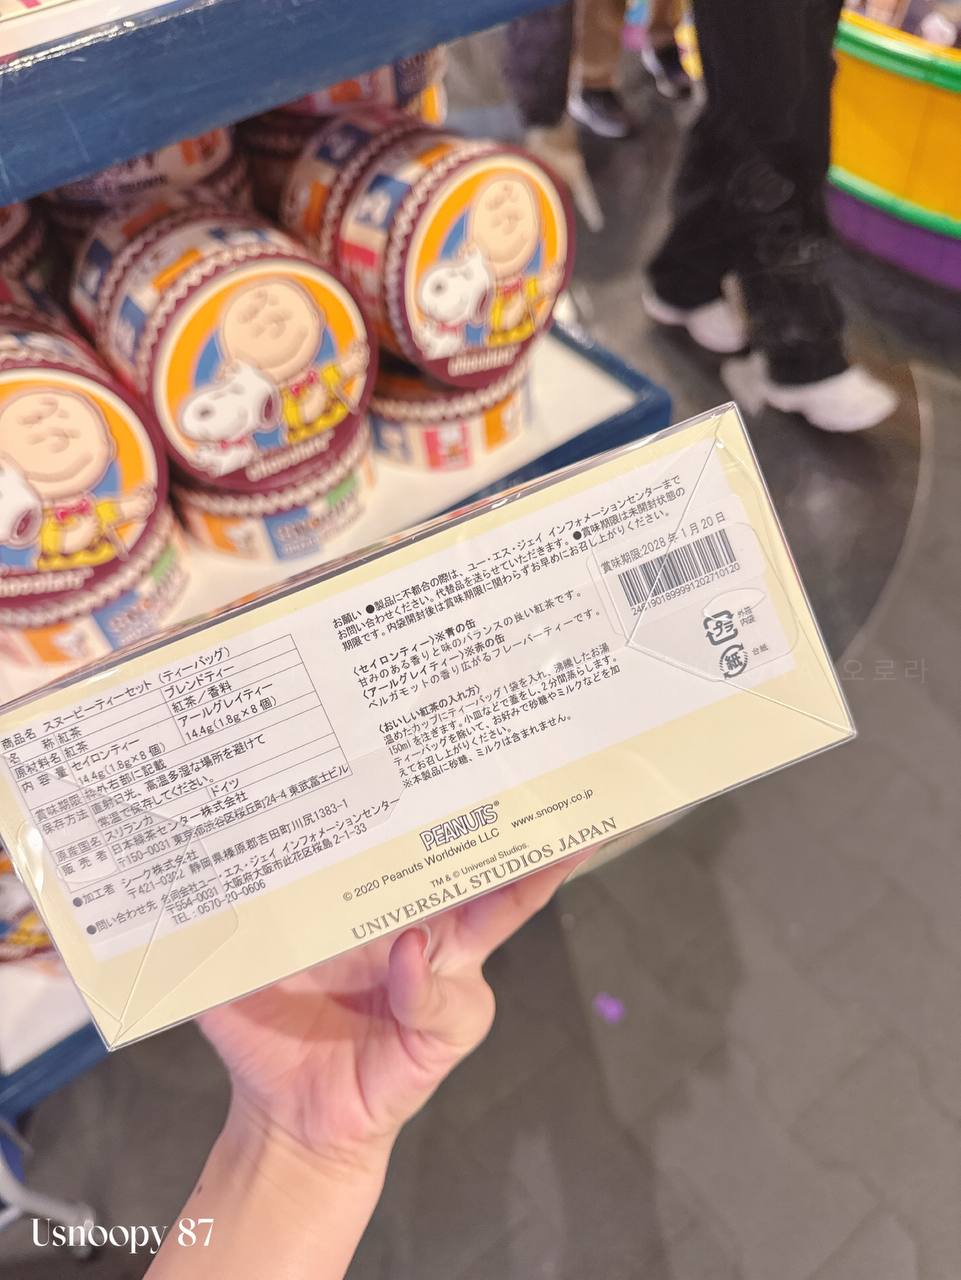 商品名 スヌーピーティーセット(ティーバッグ)
名 称 紅茶 ブレンドティー
原材料名 紅茶 紅茶/香料
内 容 量 セイロンティー 14.4g(1.8g×8個) アールグレイティー 14.4g(1.8g×8個)
賞味期限 枠外右部に記載
保存方法 直射日光、高温多湿な場所を避けて
常温で保存してください。
原産国名 スリランカ ドイツ
販 売 者 日本緑茶センター株式会社
〒150-0031 東京都渋谷区桜丘町24-4 東武富士ビル
●加工者 シーク株式会社
静岡県榛原郡吉田町川尻1383-1
●問い合わせ先 合同会社ユー・エス・ジェイ インフォメーションセンター
〒554-0031 大阪府大阪市此花区桜島2-1-33
TEL:0570-20-0606
お願い ●製品に不都合の際は、ユー・エス・ジェイ インフォメーションセンターまで
お問い合わせください。代替品を送らせていただきます。●賞味期限は未開封状態の
期限です。内袋開封後は賞味期限に関わらずお早めにお召し上がりください。
〈セイロンティー〉※青の缶
甘みのある香りと味のバランスの良い紅茶です。
〈アールグレイティー〉※赤の缶
ベルガモットの香り広がるフレーバーティーです。
〈おいしい紅茶の入れ方〉
温めたカップにティーバッグ1袋を入れ、沸騰したお湯
150mlを注ぎます。小皿などで蓋をし、2分間蒸らします。
ティーバッグを除いて、お好みで砂糖やミルクなどを加
えてお召し上がりください。
※本製品に砂糖、ミルクは含まれません。
賞味期限:2026年1月20日
プラ
外箱
内袋
紙
台紙
PEANUTS®
© 2020 Peanuts Worldwide LLC www.snoopy.co.jp
TM & © Universal Studios.
UNIVERSAL STUDIOS JAPAN
chocolate
chocolate
chocolate
오로라
Usnoopy 87